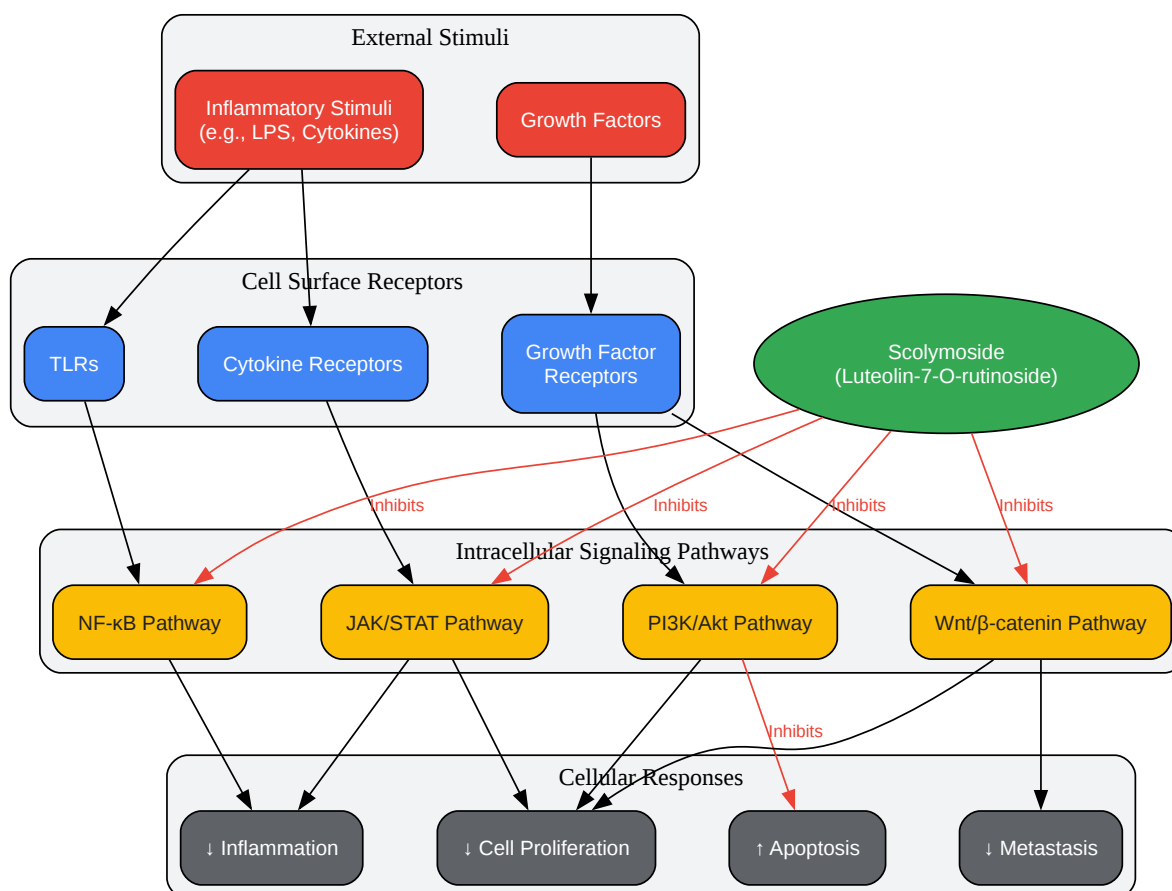 External Stimuli
Inflammatory Stimuli
(e.g., LPS, Cytokines)
Growth Factors
Cell Surface Receptors
TLRs
Cytokine Receptors
Growth Factor
Receptors
Scolymoside
(Luteolin-7-O-rutinoside)
Inhibits
Inhibits
Inhibits
Inhibits
Intracellular Signaling Pathways
NF-κB Pathway
JAK/STAT Pathway
PI3K/Akt Pathway
Wnt/β-catenin Pathway
Inhibits
Cellular Responses
↓ Inflammation
↓ Cell Proliferation
↑ Apoptosis
↓ Metastasis